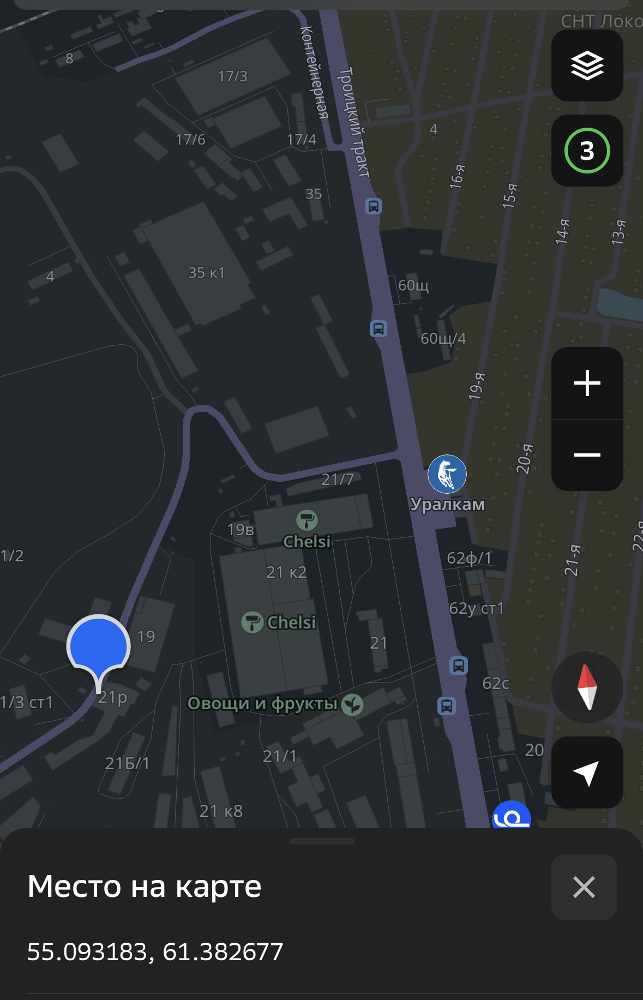 СНТ Локо
8
17/3
Контейнерная
Троицкий тракт
17/6
17/4
4
3
16-я
35
15-я
14-я
13-я
35 к1
4
60щ
60щ/4
19-я
20-я
21/7
Уралкам
19в
Chelsi
22-я
1/2
21 к2
62ф/1
21-я
62у ст1
Chelsi
19
21
62с
21р
1/3 ст1
Овощи и фрукты
20
21Б/1
21/1
21 к8
Место на карте
55.093183, 61.382677